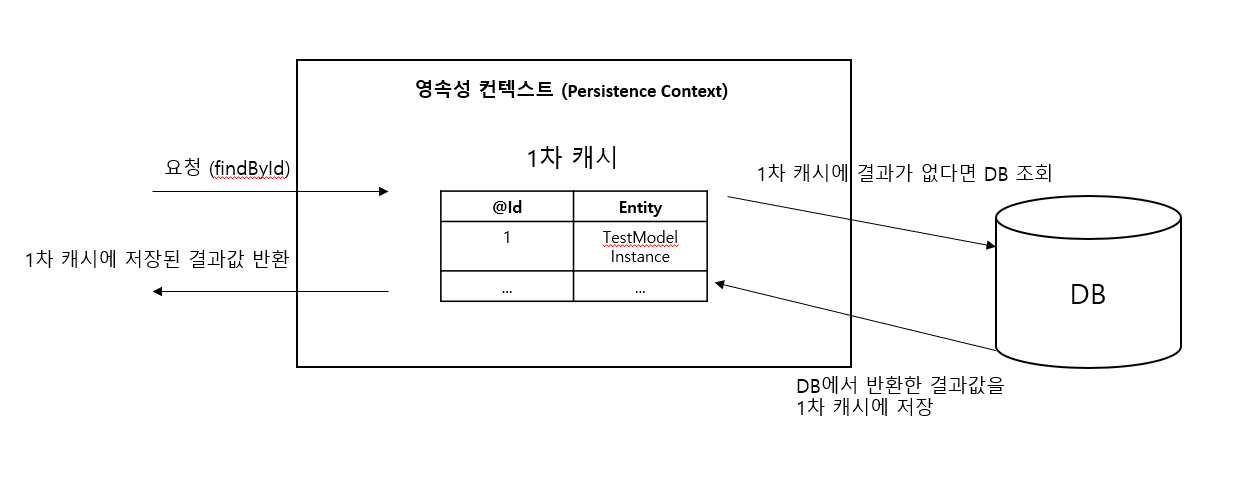 영속성 컨텍스트 (Persistence Context)
1차 캐시
요청 (findById)
1차 캐시에 결과가 없다면 DB 조회
@Id Entity
1 TestModel
Instance
... ...
1차 캐시에 저장된 결과값 반환
DB
DB에서 반환한 결과값을
1차 캐시에 저장